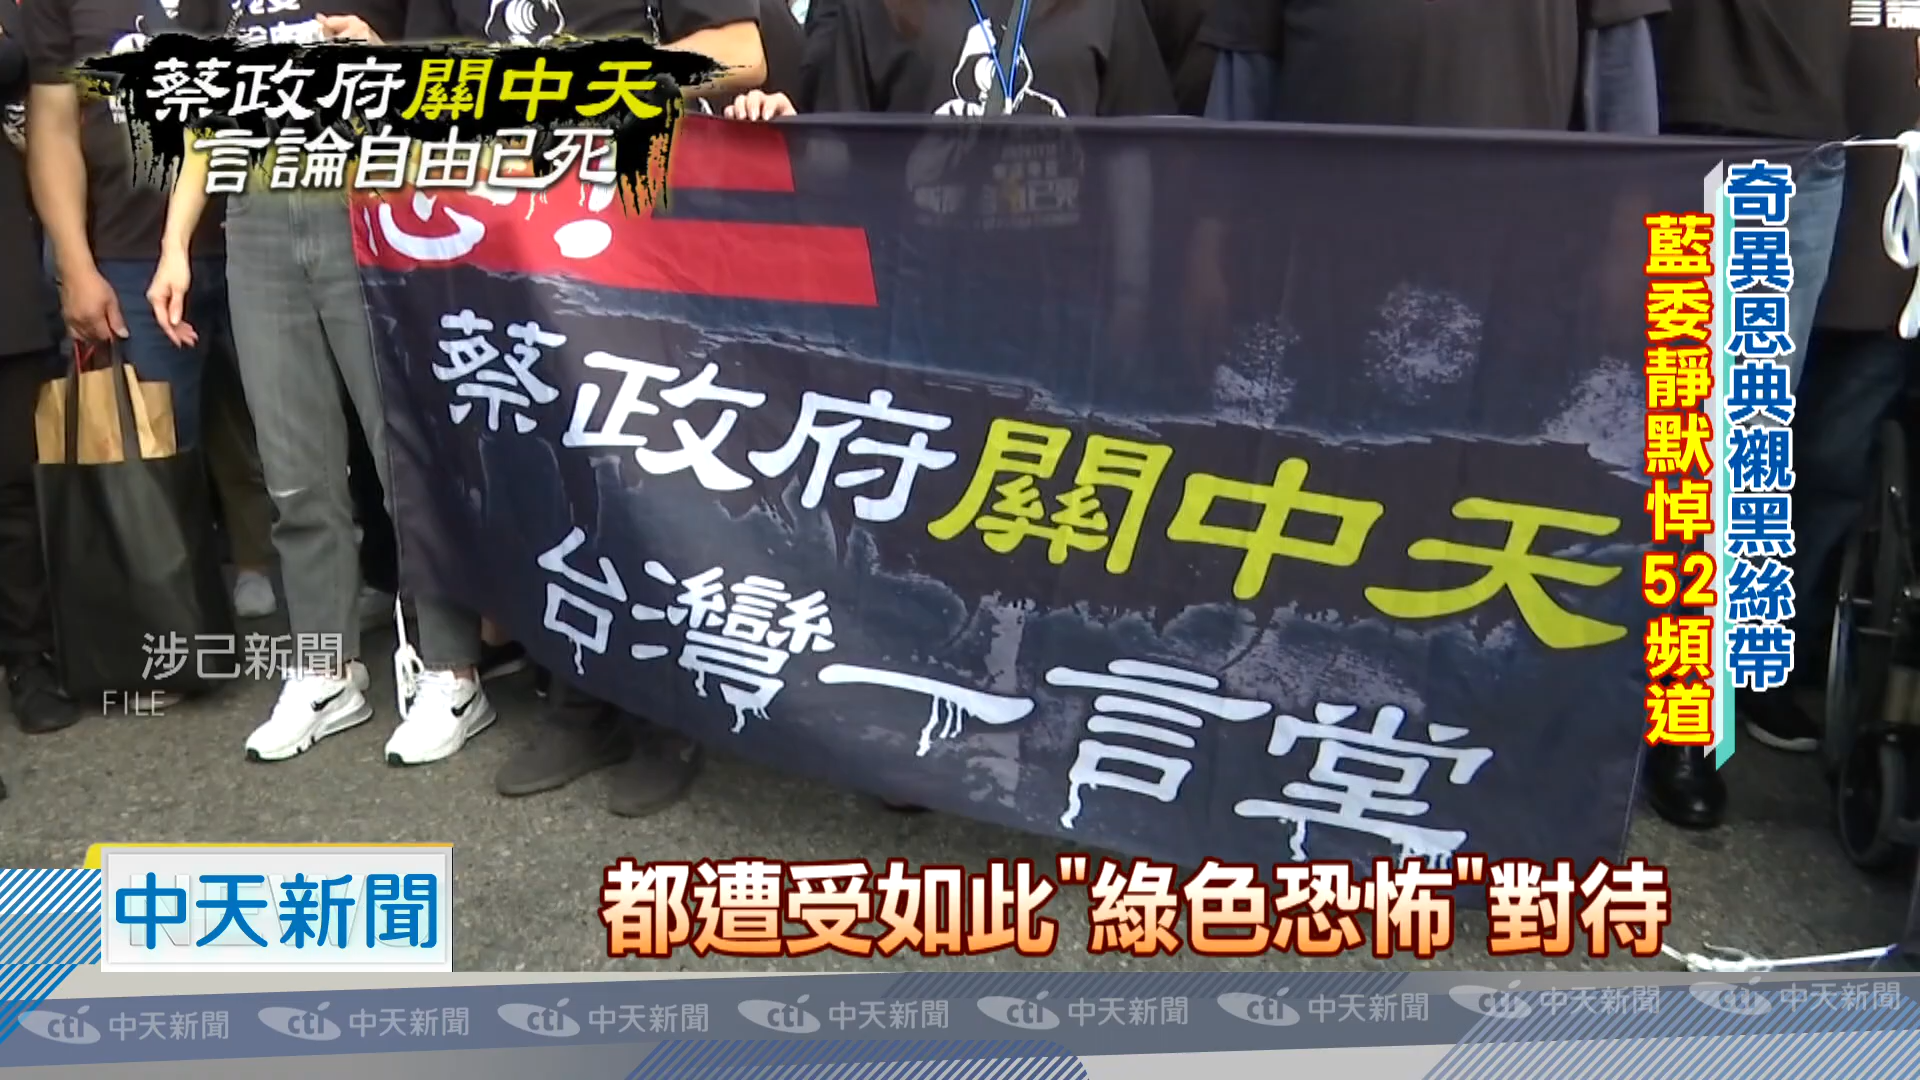 蔡政府關中天
言論自由已死
奇異恩典襯黑絲帶
藍委靜默悼52頻道
!
蔡政府關中天
台灣一言堂
涉己新聞
FILE
都遭受如此"綠色恐怖"對待
中天新聞
cti 中天新聞 cti 中天新聞 cti 中天新聞 cti 中天新聞 cti 中天新聞 cti 中天新聞 cti 中天新聞 cti 中天新聞